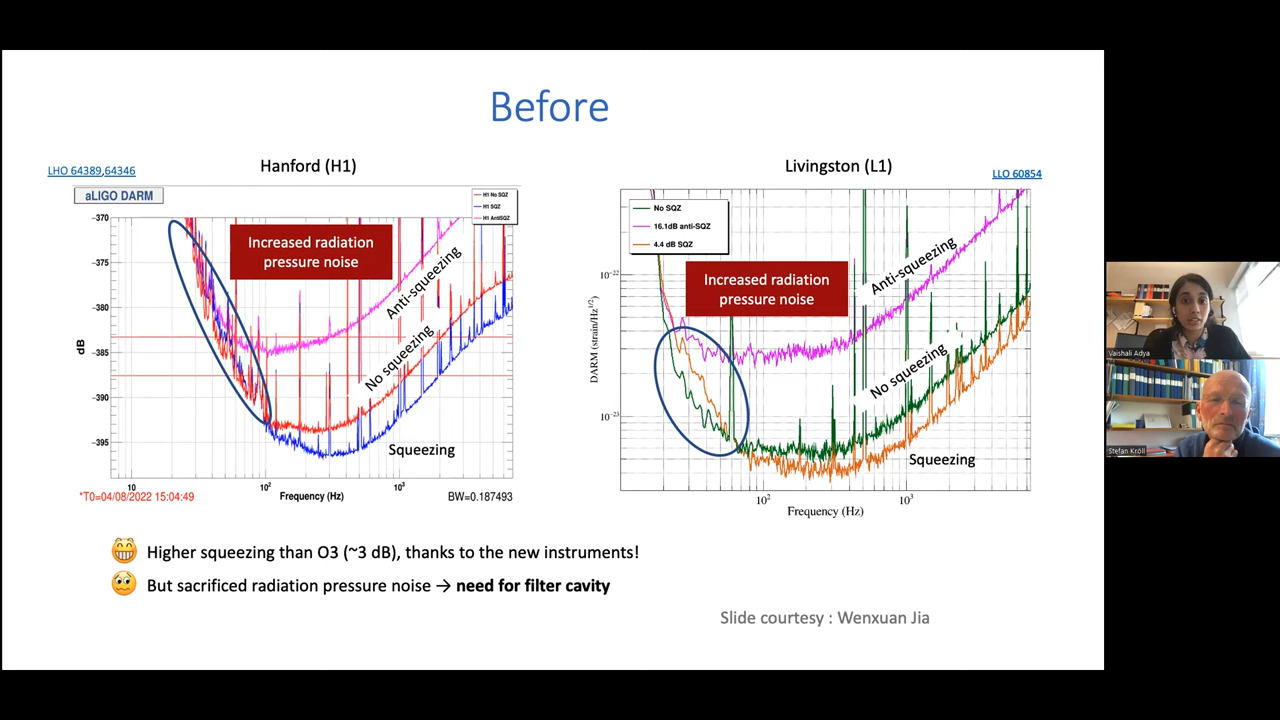 Before
Hanford (H1)
LHO 64389,64346
aLIGO DARM
H1 No SQZ
H1 SQZ
H1 AntiSQZ
-370
-375
-380
-385
-390
-395
dB
Increased radiation
pressure noise
Anti-squeezing
No squeezing
Squeezing
10
10²
10³
*T0=04/08/2022 15:04:49
Frequency (Hz)
BW=0.187493
Livingston (L1)
LLO 60854
No SQZ
16.1dB anti-SQZ
4.4 dB SQZ
Increased radiation
pressure noise
Anti-squeezing
No squeezing
Squeezing
10⁻²²
10⁻²³
DARM (strain/Hz^1/2)
10²
10³
Frequency (Hz)
Higher squeezing than O3 (~3 dB), thanks to the new instruments!
But sacrificed radiation pressure noise → need for filter cavity
Slide courtesy : Wenxuan Jia
Vaishali Adya
Stefan Kröll